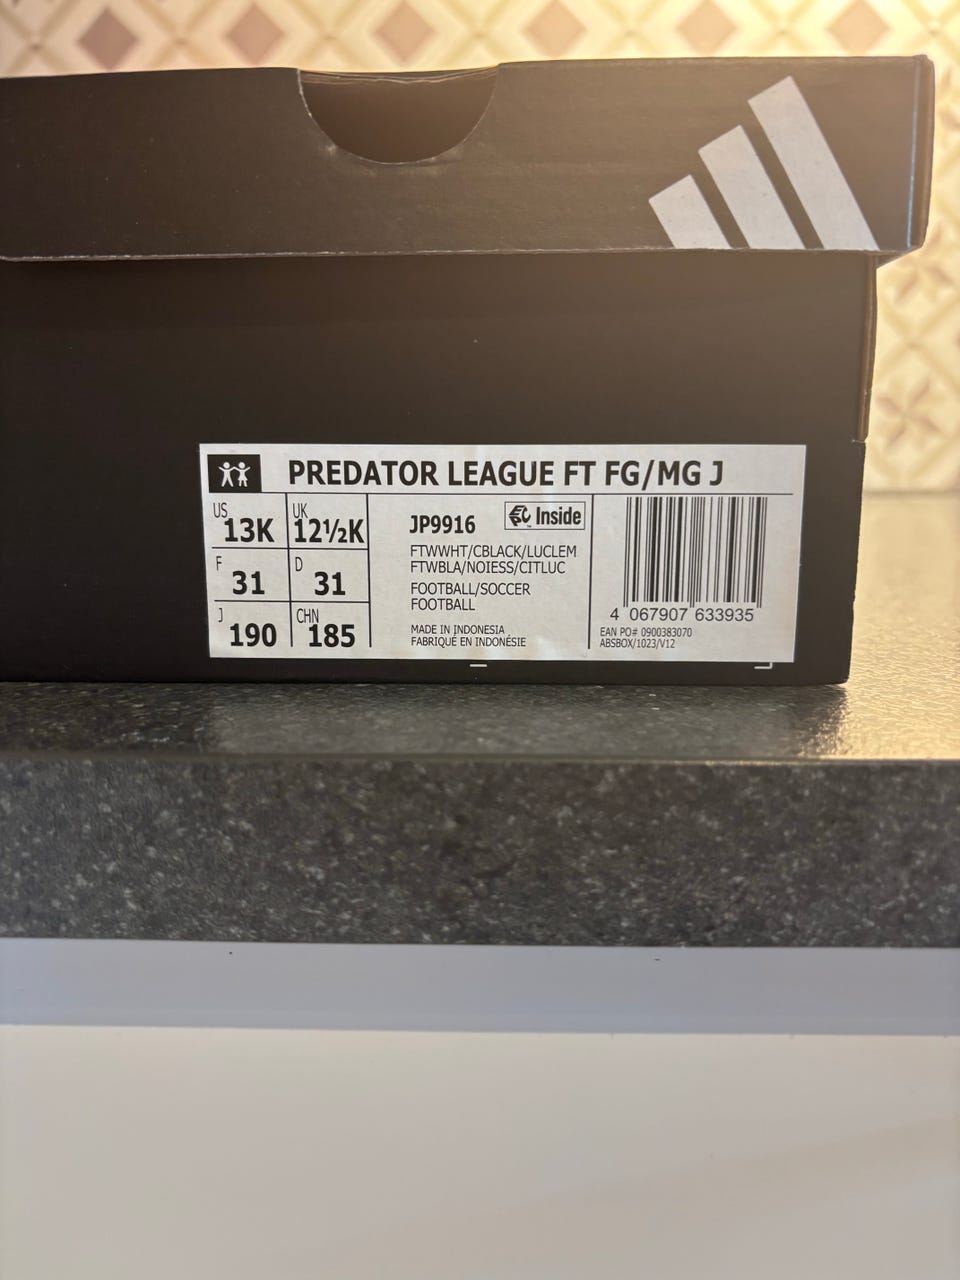 PREDATOR LEAGUE FT FG/MG J
US 13K UK 12½K
F 31 D 31
J 190 CHN 185
JP9916 Inside
FTWWHT/CBLACK/LUCLEM
FTWBLA/NOIESS/CITLUC
FOOTBALL/SOCCER
FOOTBALL
MADE IN INDONESIA
FABRIQUÉ EN INDONÉSIE
4 067907 633935
EAN PO# 0900383070
ABSBOX/1023/V12